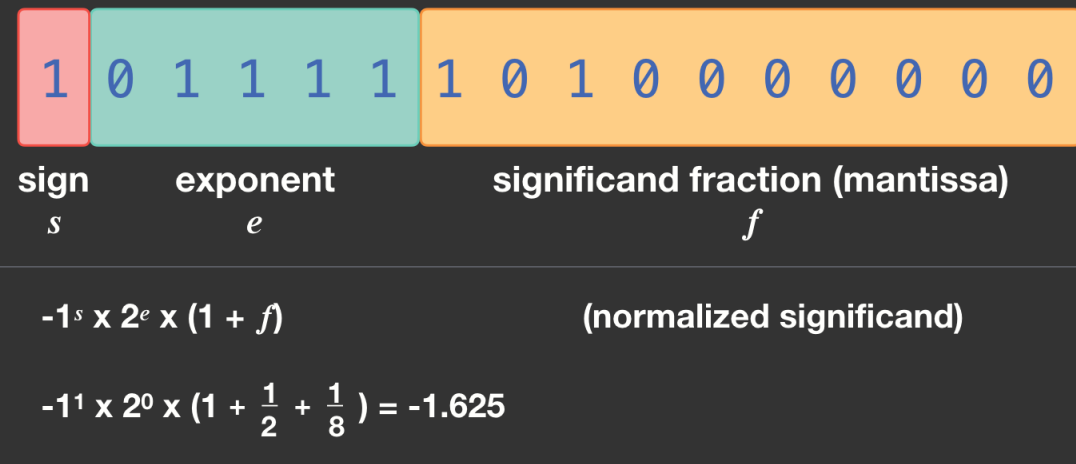 1 0 1 1 1 1 1 0 1 0 0 0 0 0 0 0
sign exponent significand fraction (mantissa)
s e f
-1ˢ x 2ᵉ x (1 + f) (normalized significand)
-1¹ x 2⁰ x (1 + 1/2 + 1/8 ) = -1.625